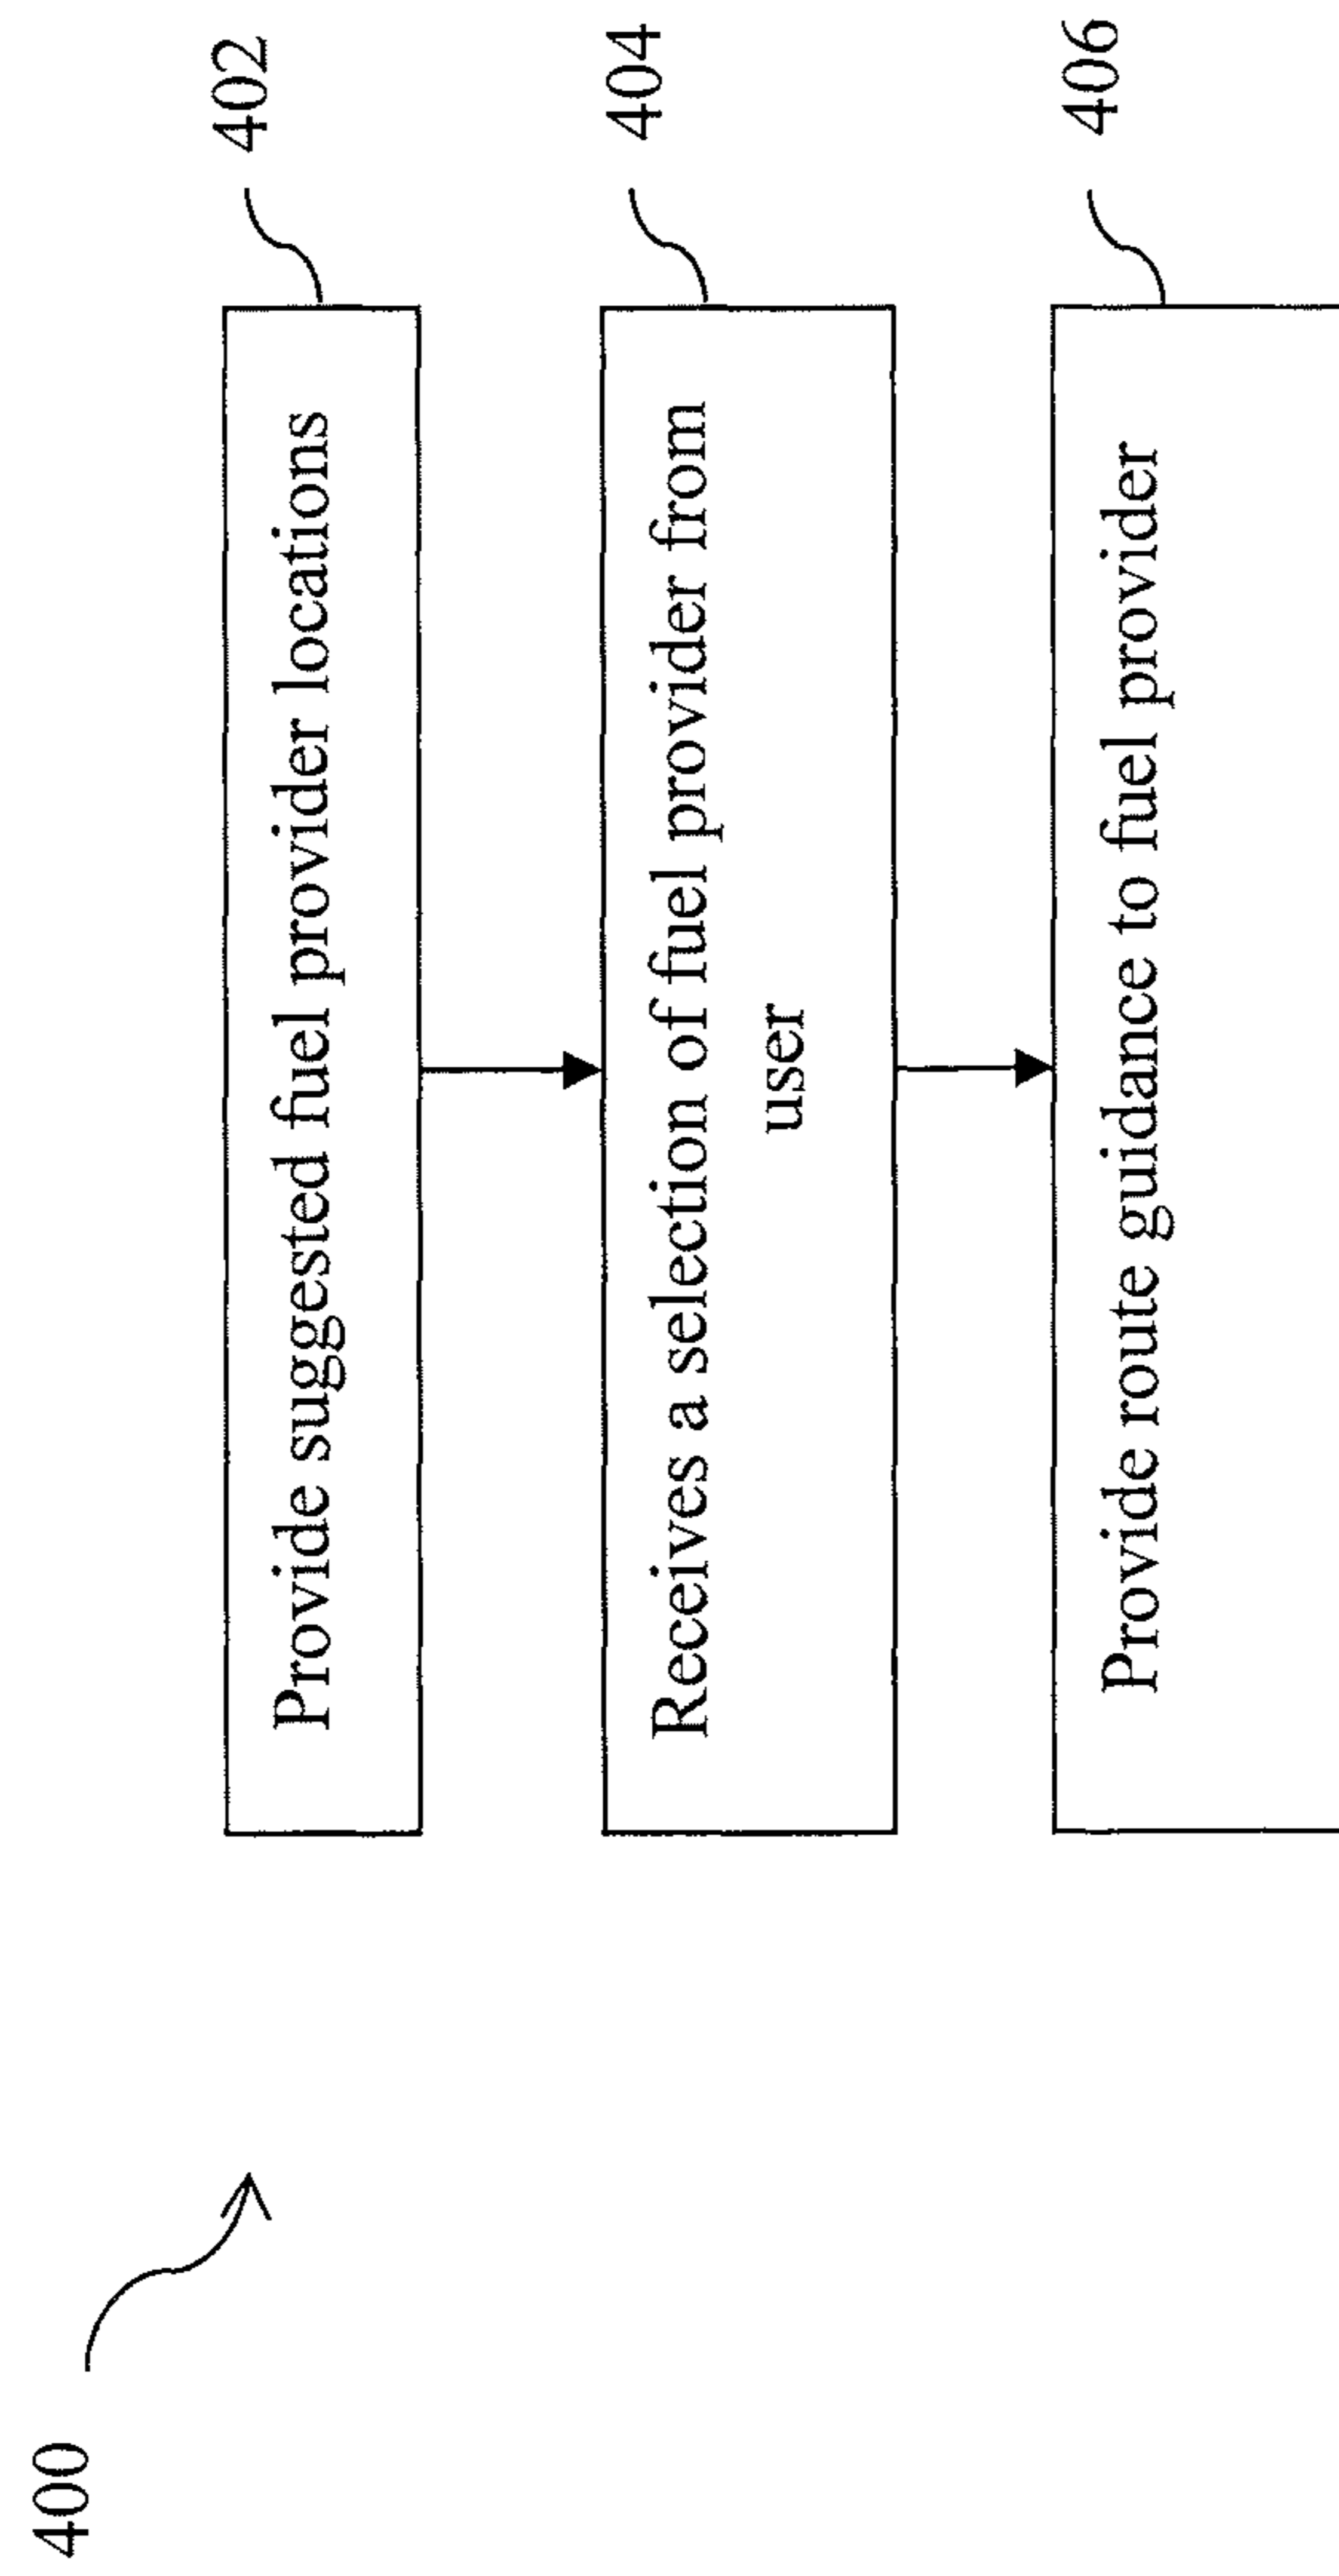 400
Provide suggested fuel provider locations
402
Receives a selection of fuel provider from
user
404
Provide route guidance to fuel provider
406